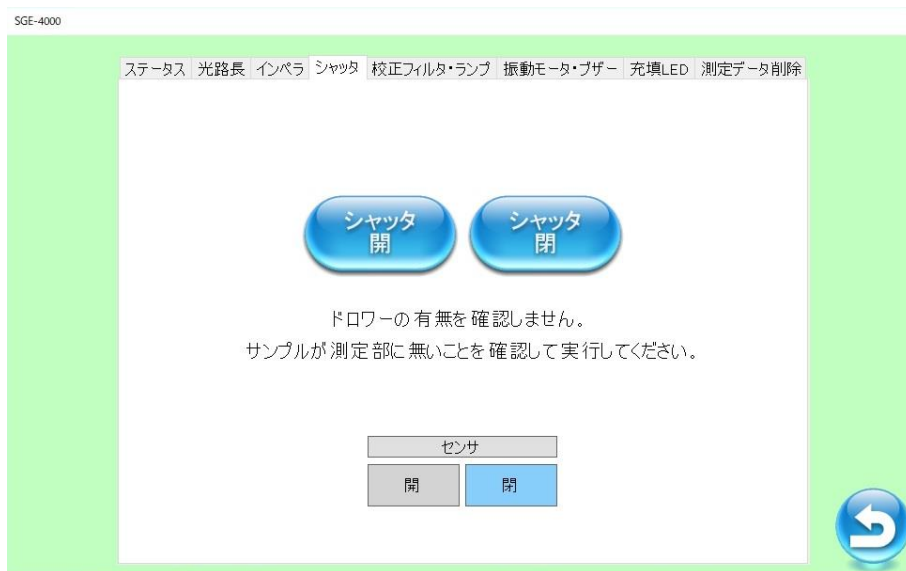 SGE-4000
ステータス 光路長 インペラ シャッタ 校正フィルタ・ランプ 振動モータ・ブザー 充填LED 測定データ削除
シャッタ
開
シャッタ
閉
ドロワーの有無を確認しません。
サンプルが測定部に無いことを確認して実行してください。
センサ
開 閉